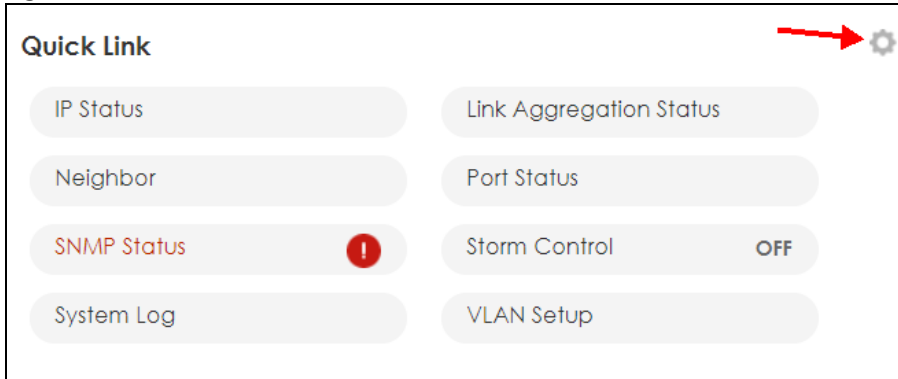 Quick Link
IP Status
Link Aggregation Status
Neighbor
Port Status
SNMP Status !
Storm Control OFF
System Log
VLAN Setup